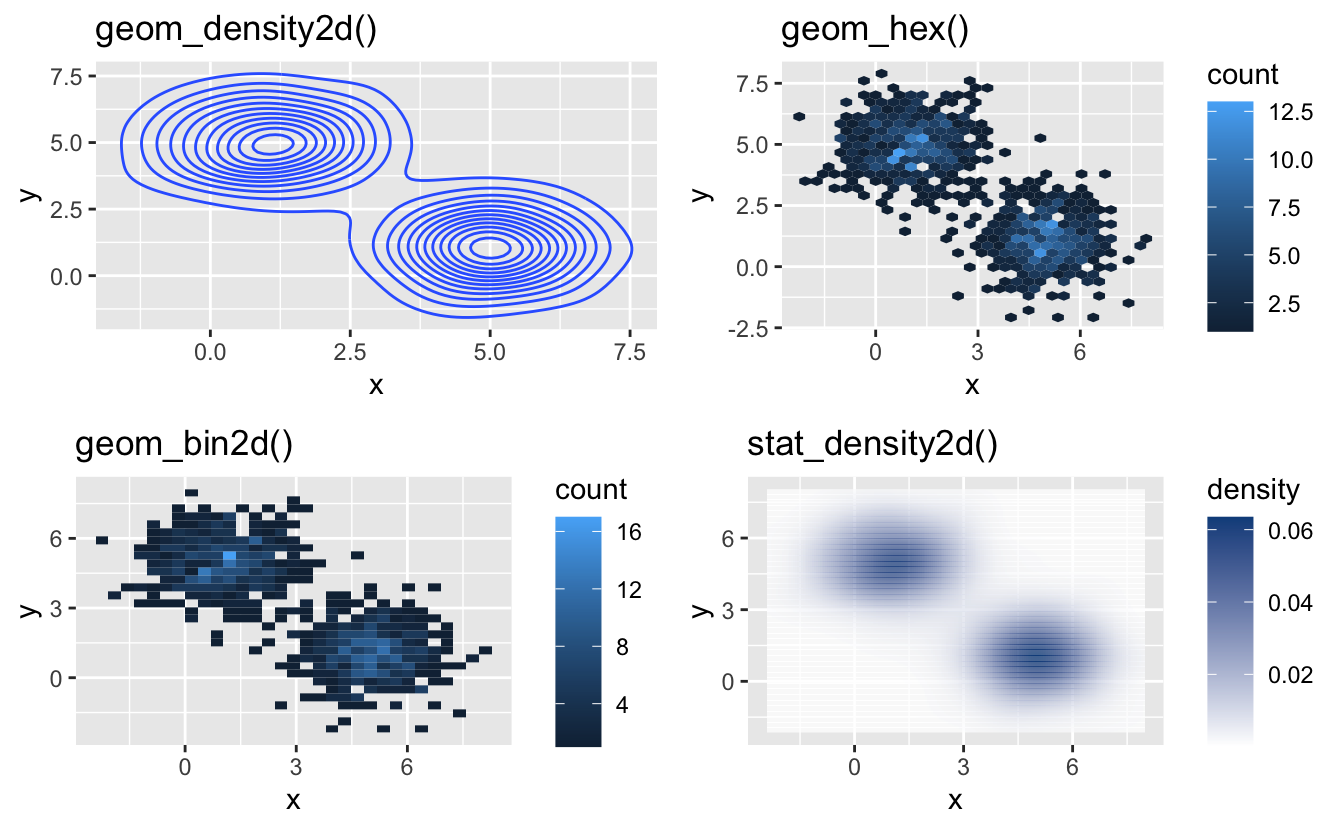 geom_density2d()
7.5
5.0
2.5
0.0
y
0.0 2.5 5.0 7.5
x
geom_hex()
7.5
5.0
2.5
0.0
-2.5
y
0 3 6
x
count
12.5
10.0
7.5
5.0
2.5
geom_bin2d()
6
3
0
y
0 3 6
x
count
16
12
8
4
stat_density2d()
6
3
0
y
0 3 6
x
density
0.06
0.04
0.02